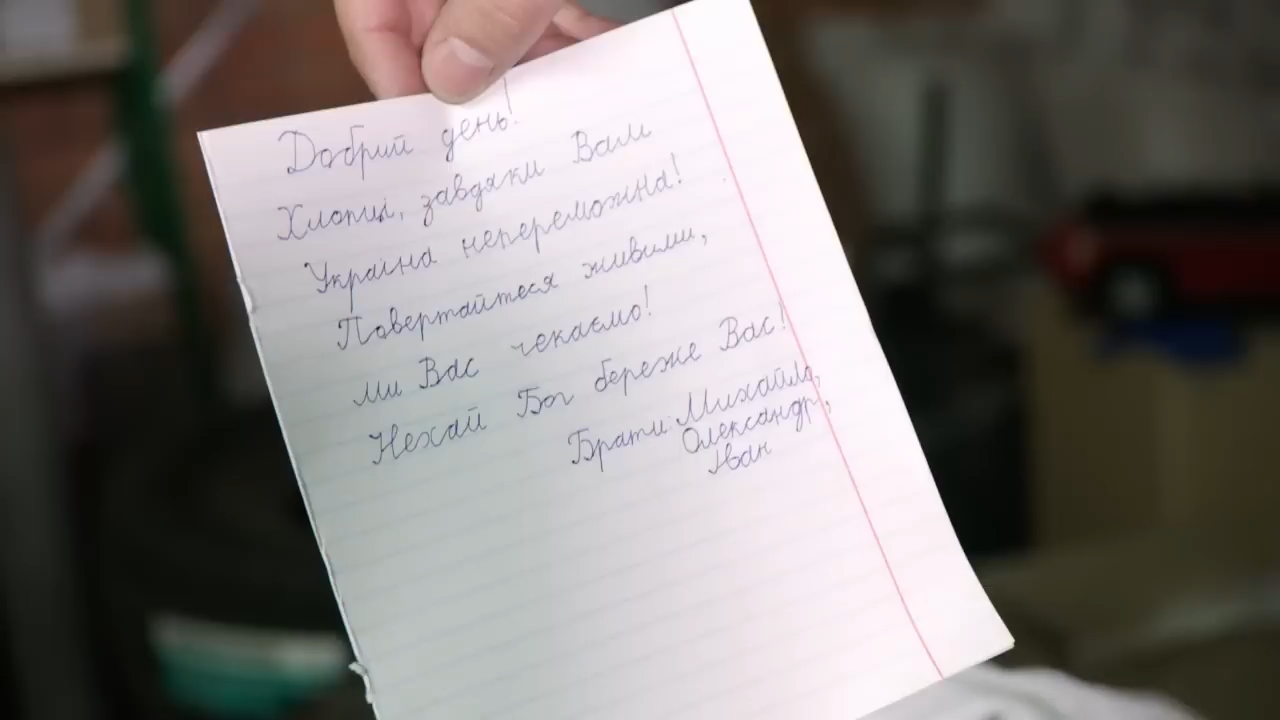 Добрий день!
Хлопці, завдяки Вам
Україна непереможна!
Повертайтеся живими,
ми Вас чекаємо!
Нехай Бог береже Вас!
Брати: Михайло,
Олександр,
Іван